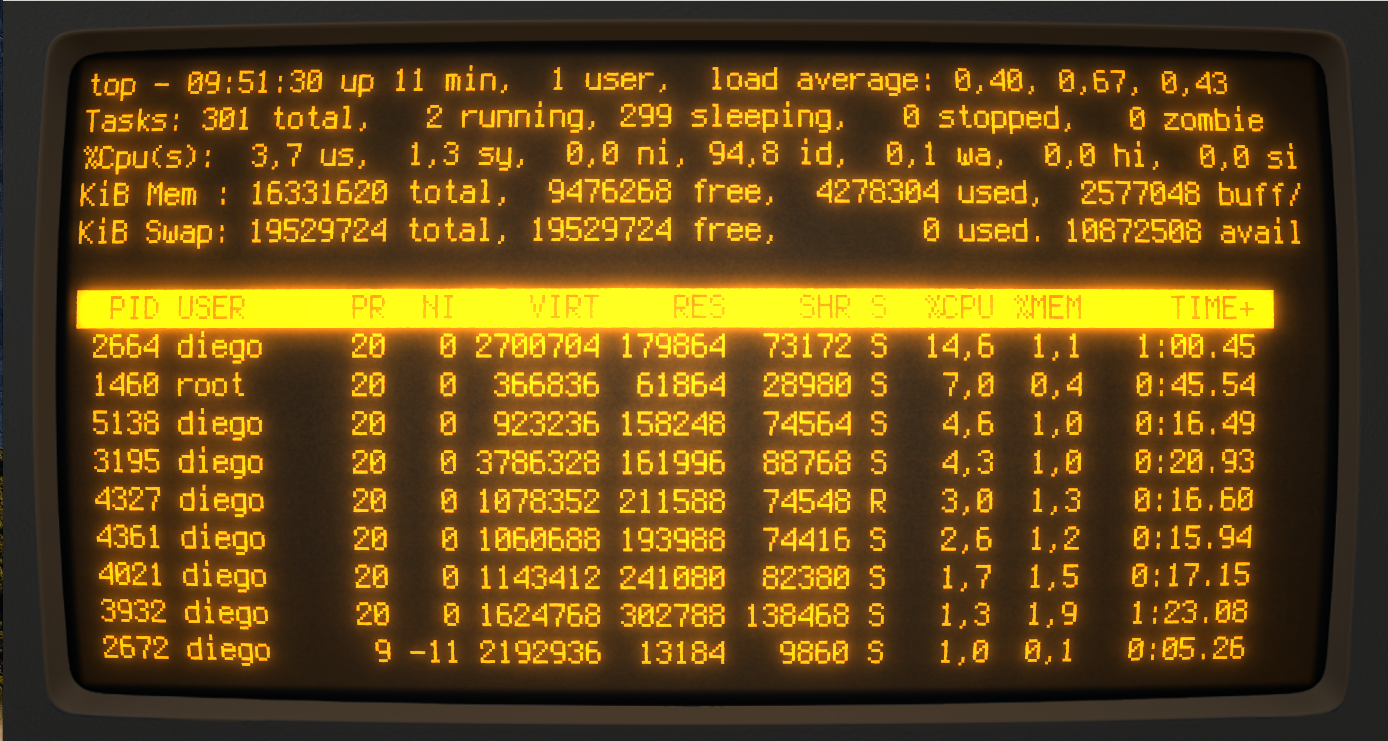 top - 09:51:30 up 11 min,  1 user,  load average: 0,40, 0,67, 0,43
Tasks: 301 total,   2 running, 299 sleeping,   0 stopped,   0 zombie
%Cpu(s):  3,7 us,  1,3 sy,  0,0 ni, 94,8 id,  0,1 wa,  0,0 hi,  0,0 si
KiB Mem : 16331620 total,  9476268 free,  4278304 used,  2577048 buff/
KiB Swap: 19529724 total, 19529724 free,        0 used. 10872508 avail
PID USER      PR  NI    VIRT    RES    SHR S  %CPU %MEM     TIME+
2664 diego     20   0 2700704 179864  73172 S  14,6  1,1   1:00.45
1460 root      20   0  366836  61864  28980 S   7,0  0,4   0:45.54
5138 diego     20   0  923236 158248  74564 S   4,6  1,0   0:16.49
3195 diego     20   0 3786328 161996  88768 S   4,3  1,0   0:20.93
4327 diego     20   0 1078352 211588  74548 R   3,0  1,3   0:16.60
4361 diego     20   0 1060688 193988  74416 S   2,6  1,2   0:15.94
4021 diego     20   0 1143412 241080  82380 S   1,7  1,5   0:17.15
3932 diego     20   0 1624768 302788 138468 S   1,3  1,9   1:23.08
2672 diego      9 -11 2192936  13184   9860 S   1,0  0,1   0:05.26